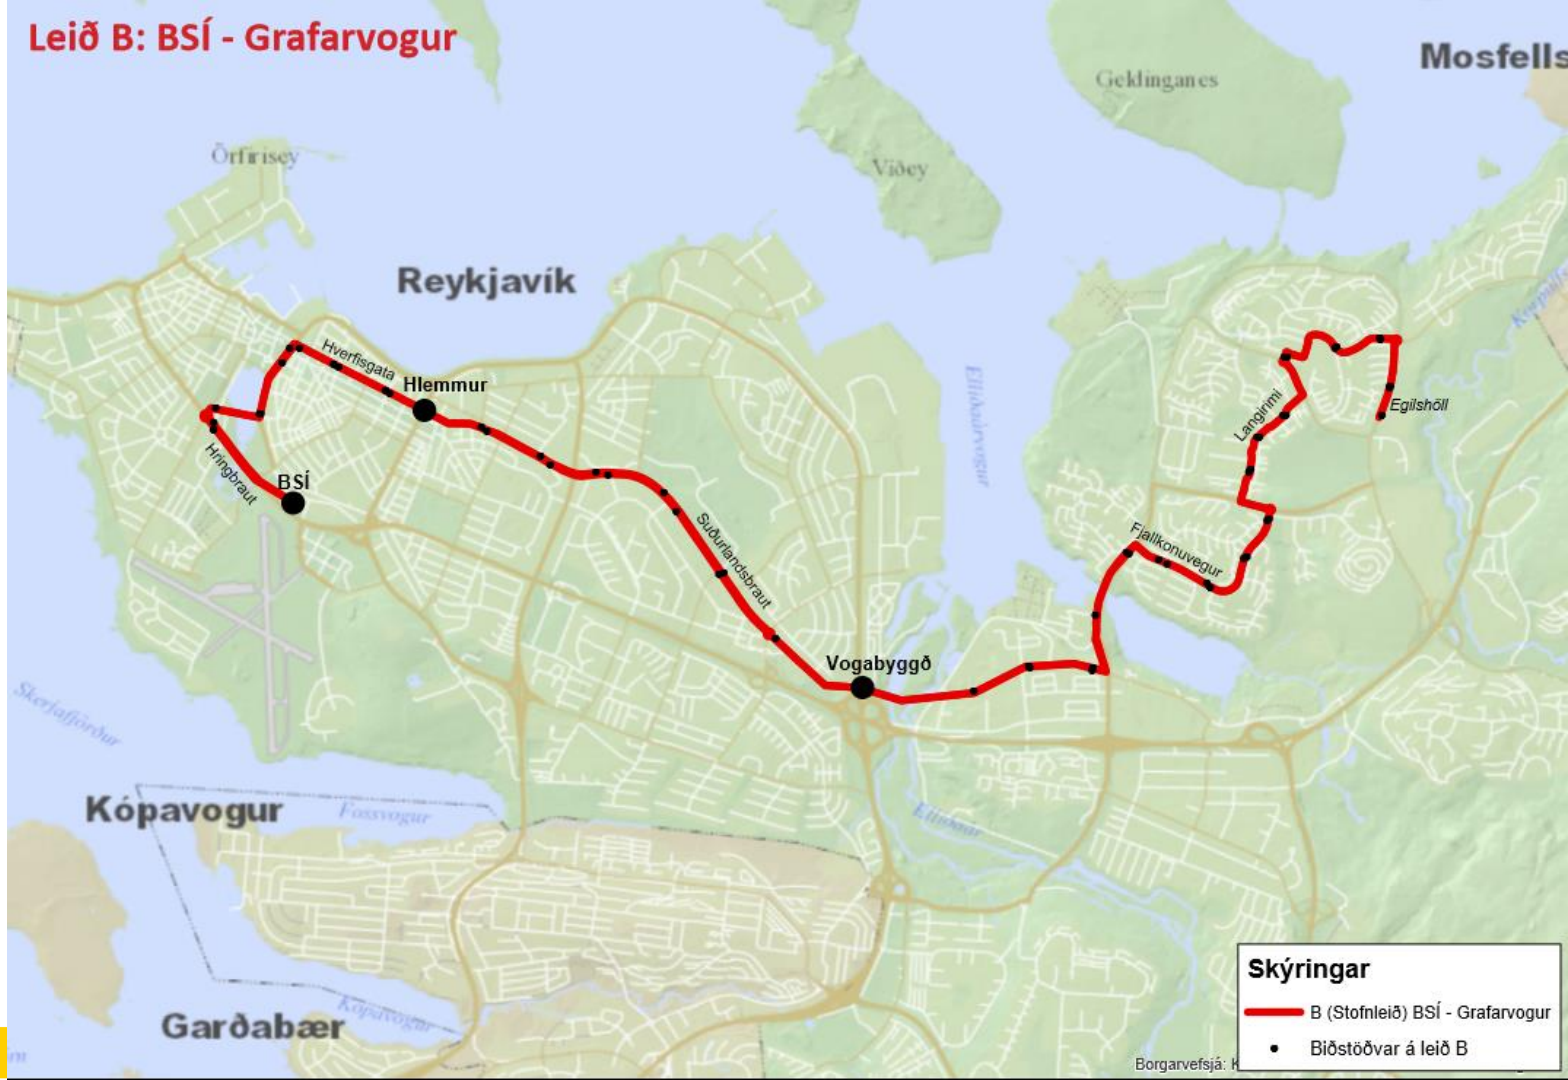 Leið B: BSÍ - Grafarvogur
Mosfells
Geldinganes
Viðey
Örfirisey
Reykjavík
Hverfisgata
Hlemmur
Elliðaárvogur
Langirimi
Egilshöll
Hringbraut
BSÍ
Suðurlandsbraut
Fjallkonuvegur
Vogabyggð
Skerjafjörður
Kópavogur
Fossvogur
Elliðaár
Garðabær
Kópavogur
Skýringar
B (Stofnleið) BSÍ - Grafarvogur
Biðstöðvar á leið B
Borgarvefsjá: